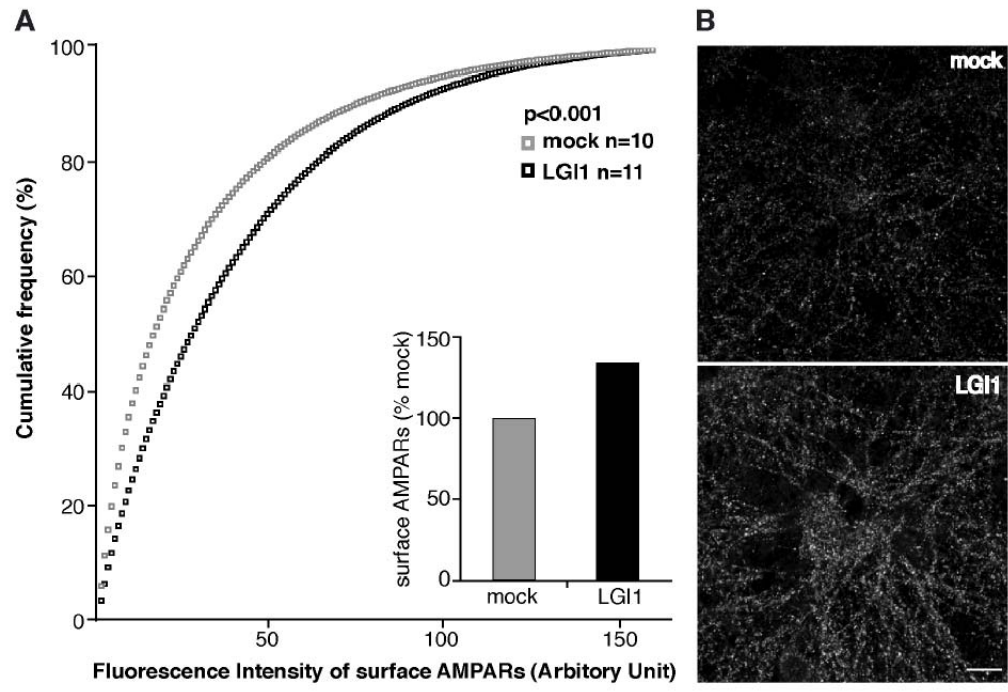 A
B
100
80
60
40
20
0
Cumulative frequency (%)
50
100
150
Fluorescence Intensity of surface AMPARs (Arbitory Unit)
p<0.001
mock n=10
LGI1 n=11
150
100
50
0
surface AMPARs (% mock)
mock
LGI1
mock
LGI1